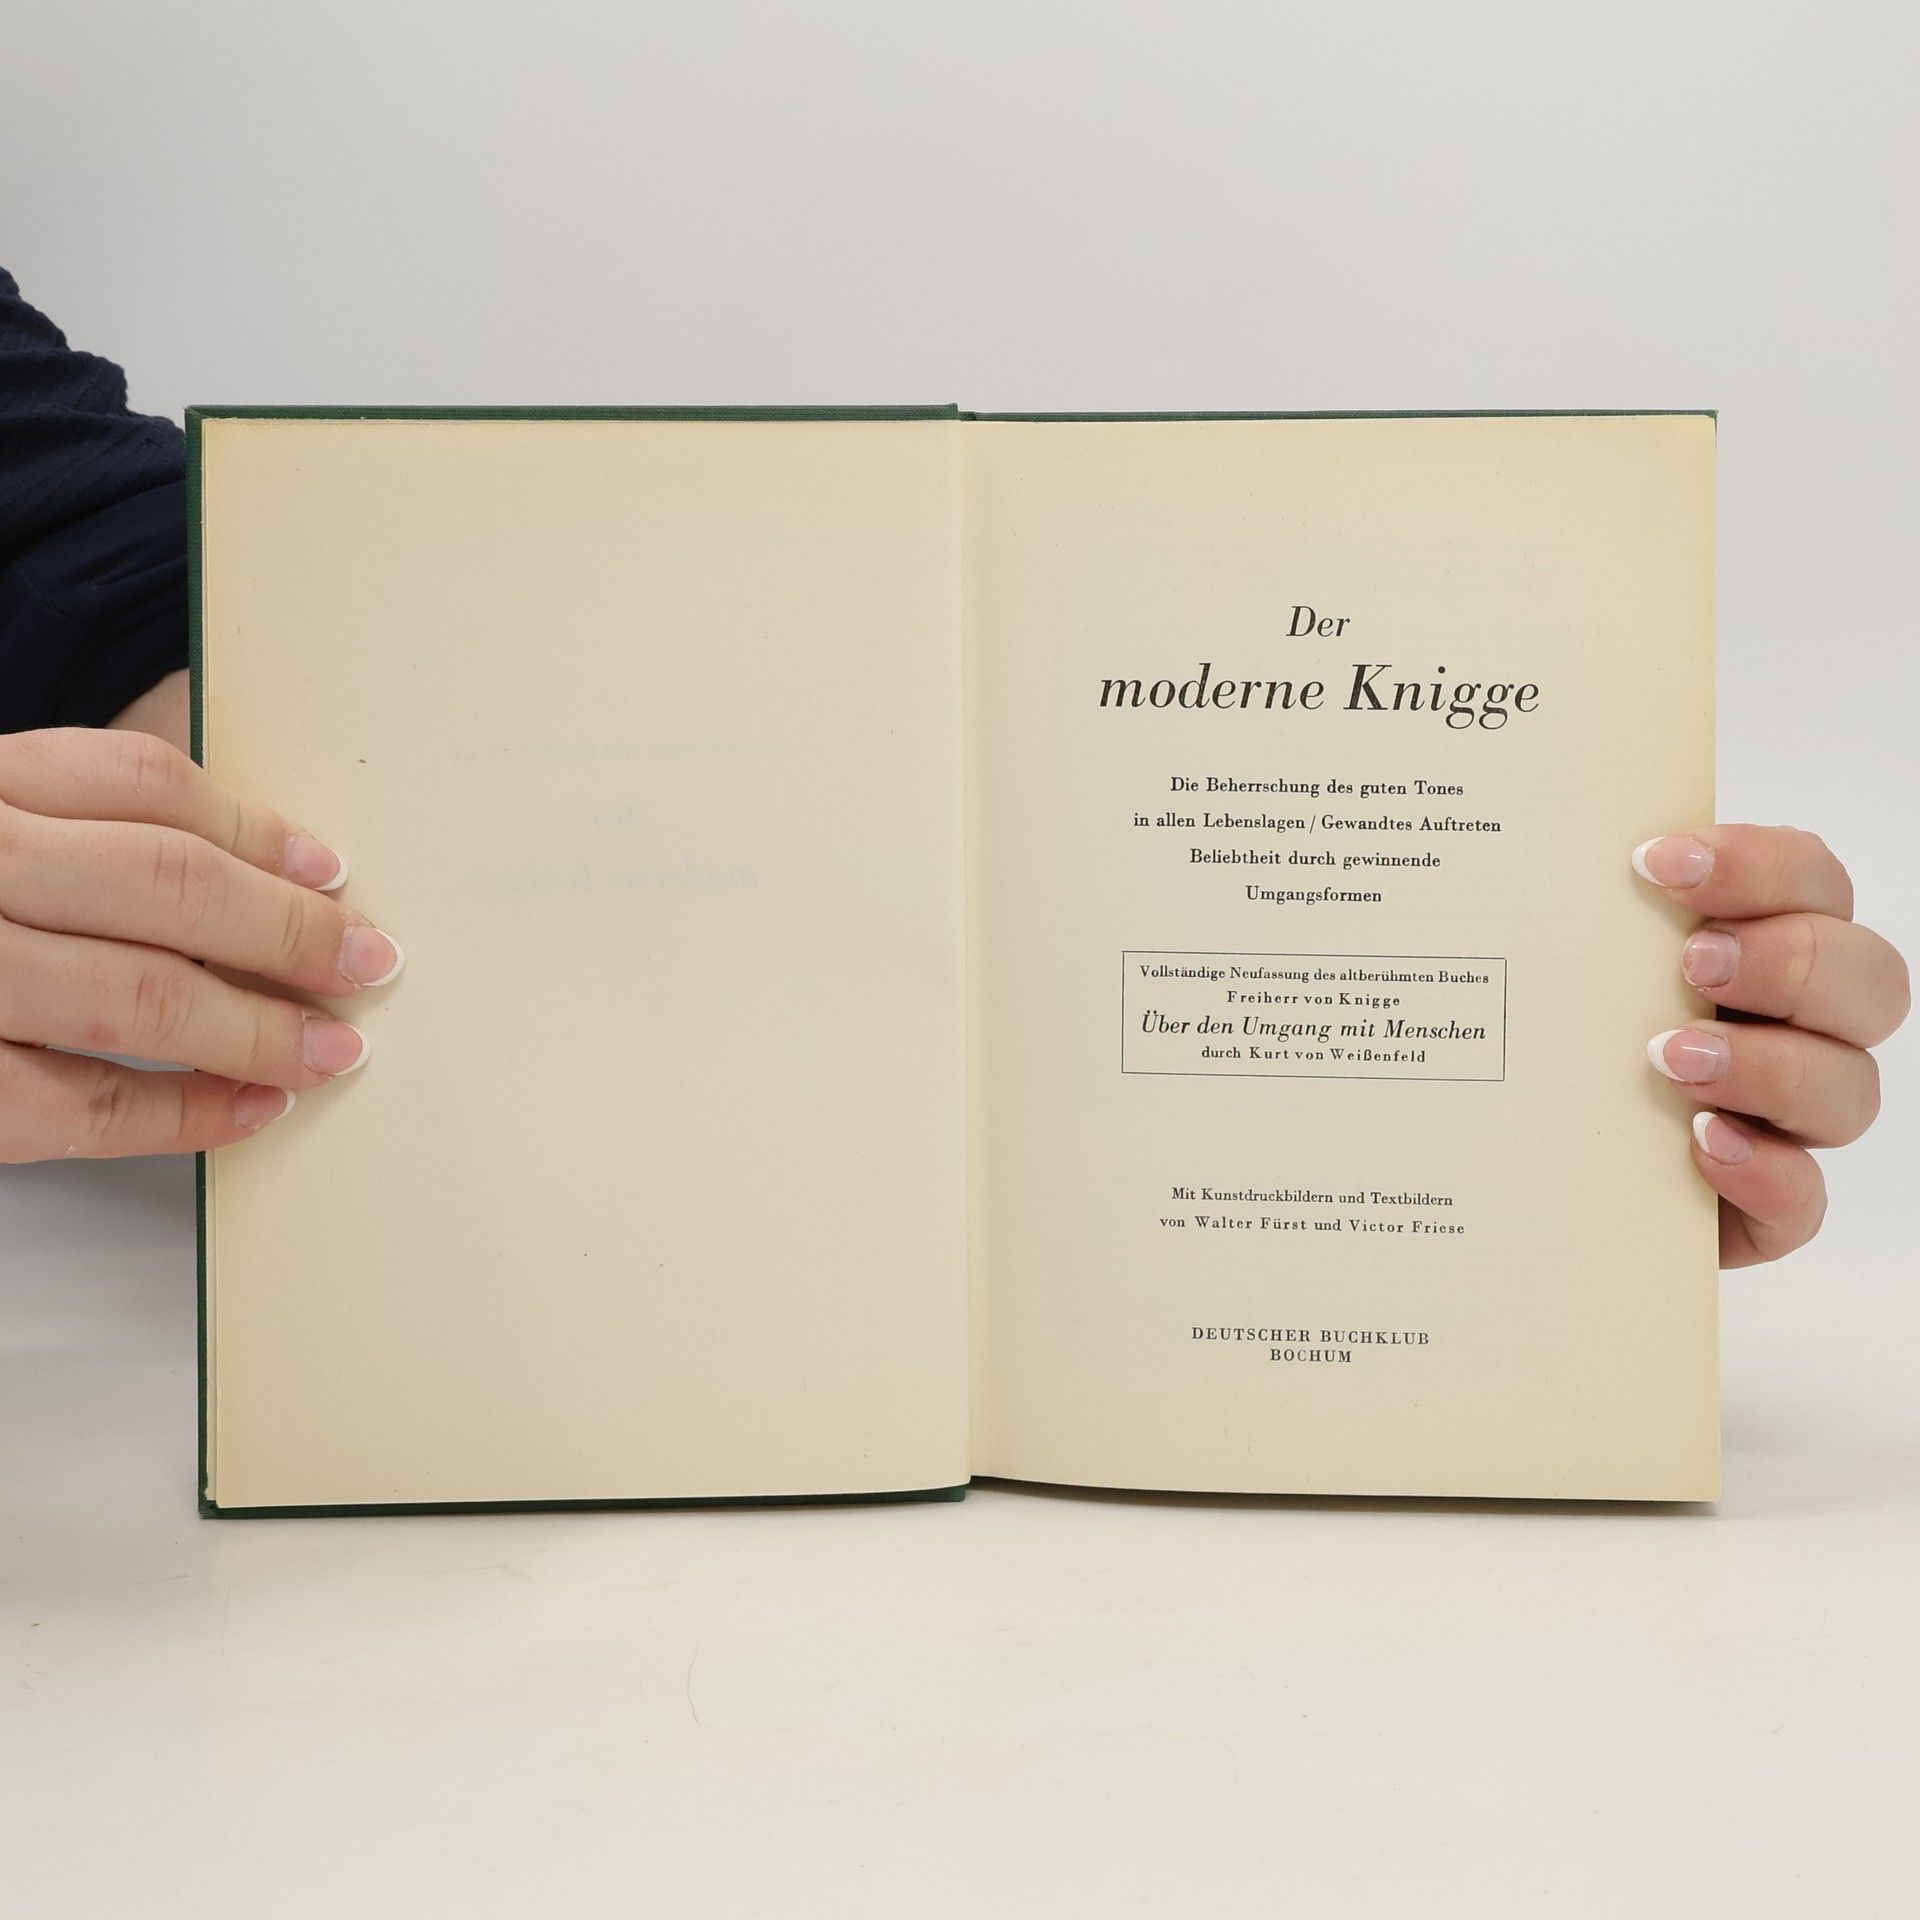 Der
moderne Knigge
Die Beherrschung des guten Tones
in allen Lebenslagen / Gewandtes Auftreten
Beliebtheit durch gewinnende
Umgangsformen
Vollständige Neufassung des altberühmten Buches
Freiherr von Knigge
Über den Umgang mit Menschen
durch Kurt von Weißenfeld
Mit Kunstdruckbildern und Textbildern
von Walter Fürst und Victor Friese
DEUTSCHER BUCHKLUB
BOCHUM